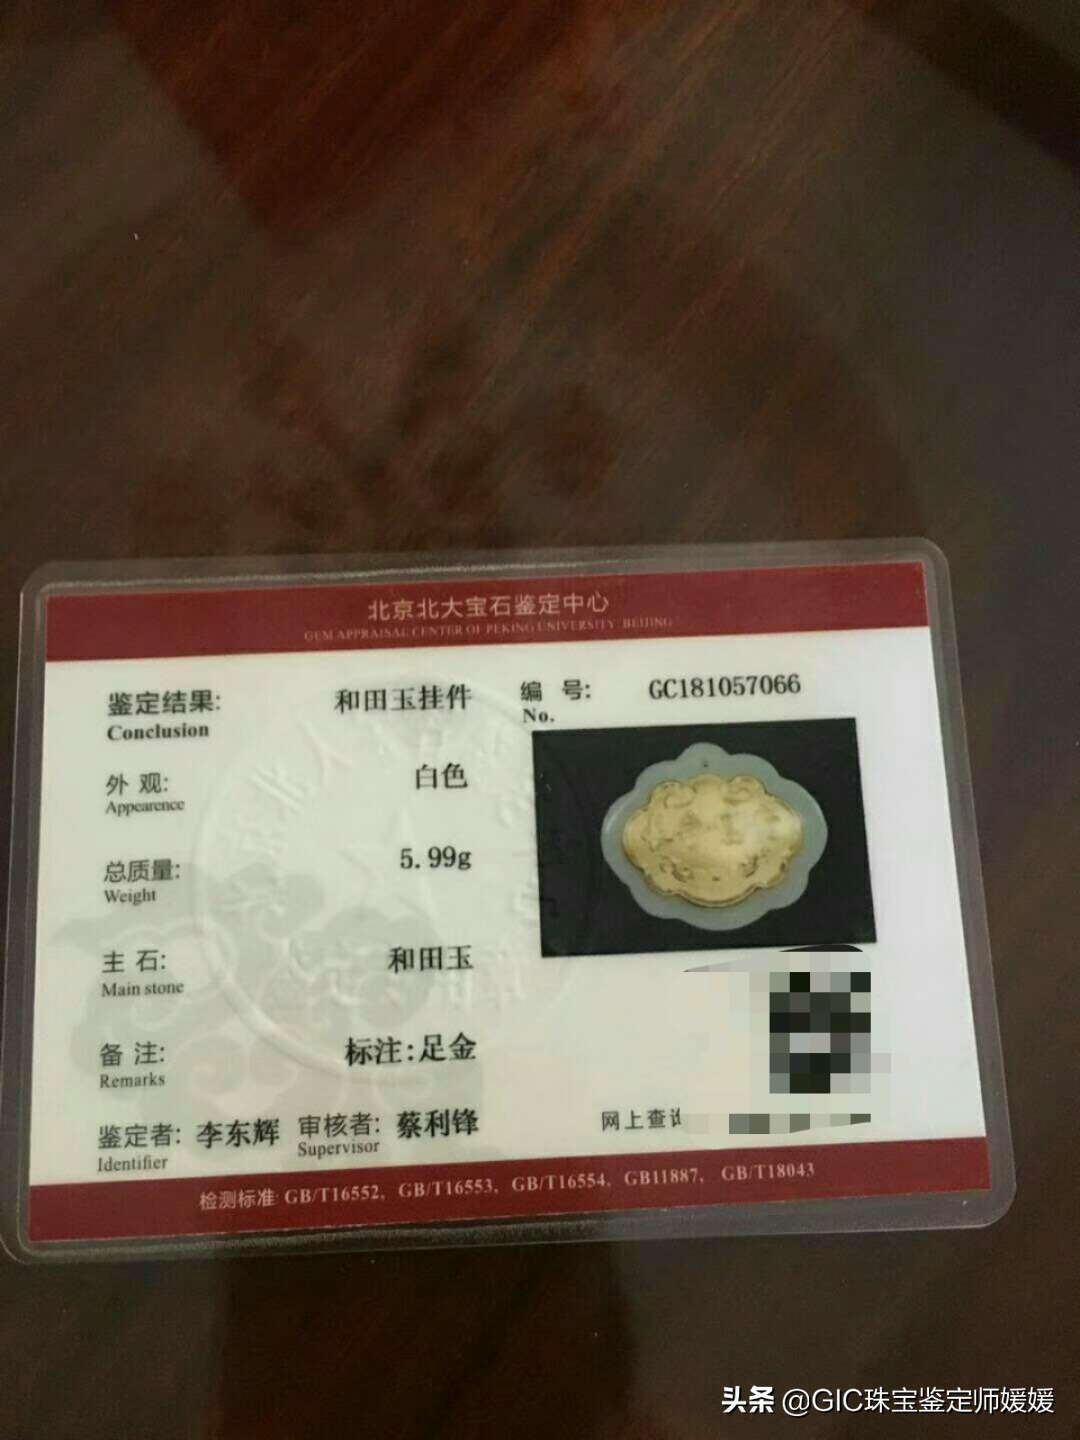 北京北大宝石鉴定中心
GEM APPRAISAL CENTER OF PEKING UNIVERSITY BEIJING
鉴定结果: 和田玉挂件
Conclusion
编 号: GC181057066
No.
外 观: 白色
Appearence
总质量: 5.99g
Weight
主 石: 和田玉
Main stone
备 注: 标注:足金
Remarks
鉴定者: 李东辉 审核者: 蔡利锋
Identifier Supervisor
网上查询
检测标准: GB/T16552, GB/T16553, GB/T16554, GB11887, GB/T18043
头条 @GIC珠宝鉴定师媛媛